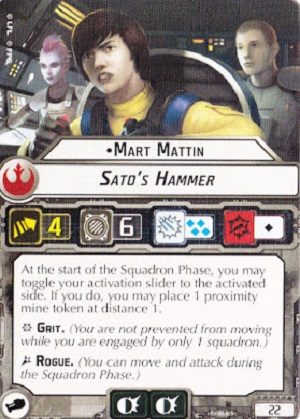 © LFL © FFG
•MART MATTIN
SATO'S HAMMER
4 6
At the start of the Squadron Phase, you may
toggle your activation slider to the activated
side. If you do, you may place 1 proximity
mine token at distance 1.
GRIT. (You are not prevented from moving
while you are engaged by only 1 squadron.)
ROGUE. (You can move and attack during
the Squadron Phase.)
22